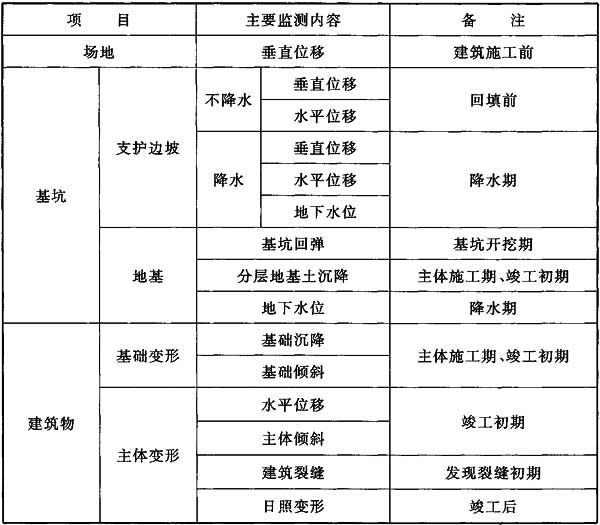 项 目 主要监测内容 备 注
场地 垂直位移 建筑施工前
基坑 支护边坡 不降水 垂直位移 回填前
水平位移
降水 垂直位移 降水期
水平位移
地下水位
地基 基坑回弹 基坑开挖期
分层地基土沉降 主体施工期、竣工初期
地下水位 降水期
建筑物 基础变形 基础沉降 主体施工期、竣工初期
基础倾斜
主体变形 水平位移 竣工初期
主体倾斜
建筑裂缝 发现裂缝初期
日照变形 竣工后